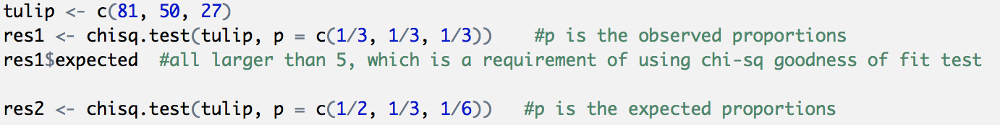 tulip <- c(81, 50, 27)
res1 <- chisq.test(tulip, p = c(1/3, 1/3, 1/3))    #p is the observed proportions
res1$expected  #all larger than 5, which is a requirement of using chi-sq goodness of fit test
res2 <- chisq.test(tulip, p = c(1/2, 1/3, 1/6))   #p is the expected proportions